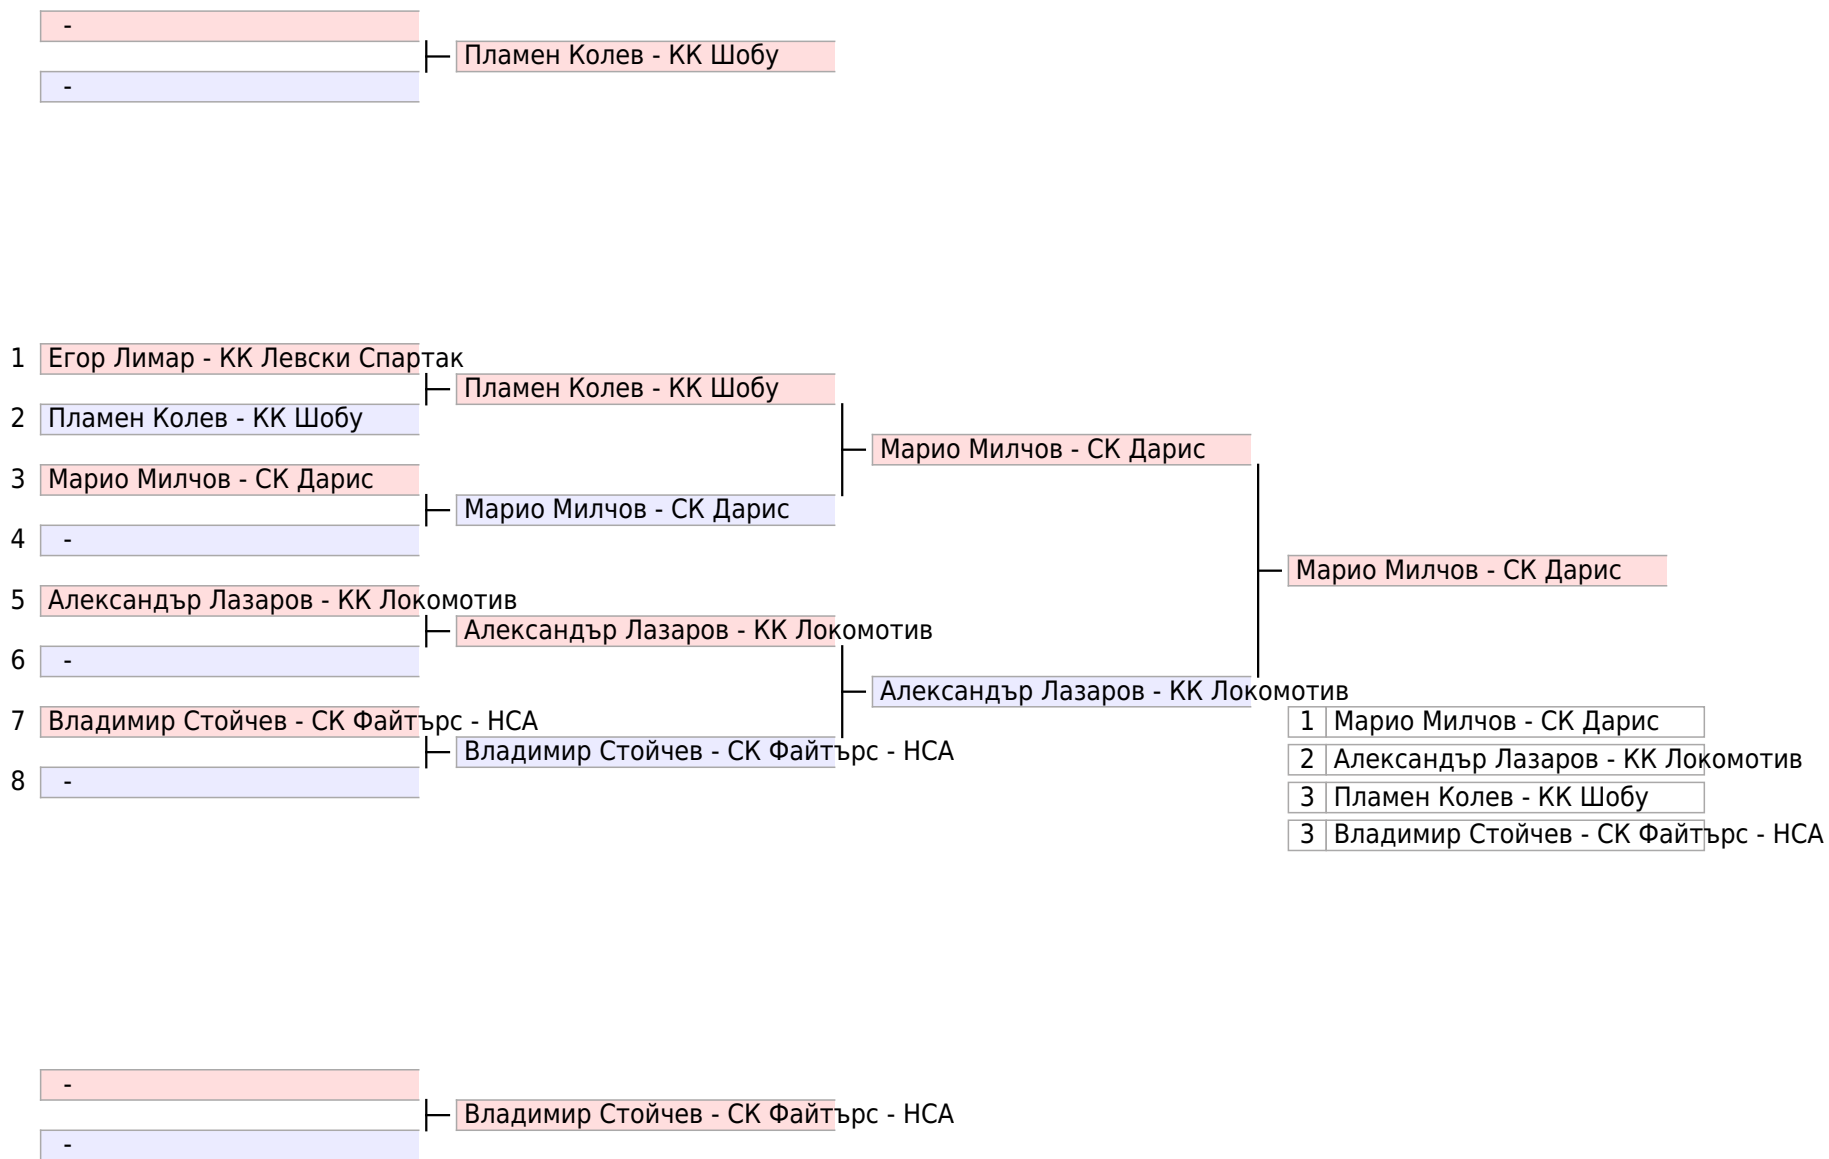 -
Пламен Колев - КК Шобу
-
1 Егор Лимар - КК Левски Спартак
Пламен Колев - КК Шобу
2 Пламен Колев - КК Шобу
Марио Милчов - СК Дарис
3 Марио Милчов - СК Дарис
Марио Милчов - СК Дарис
4 -
Марио Милчов - СК Дарис
5 Александър Лазаров - КК Локомотив
Александър Лазаров - КК Локомотив
6 -
Александър Лазаров - КК Локомотив
7 Владимир Стойчев - СК Файтърс - НСА
1 Марио Милчов - СК Дарис
Владимир Стойчев - СК Файтърс - НСА
2 Александър Лазаров - КК Локомотив
8 -
3 Пламен Колев - КК Шобу
3 Владимир Стойчев - СК Файтърс - НСА
-
Владимир Стойчев - СК Файтърс - НСА
-